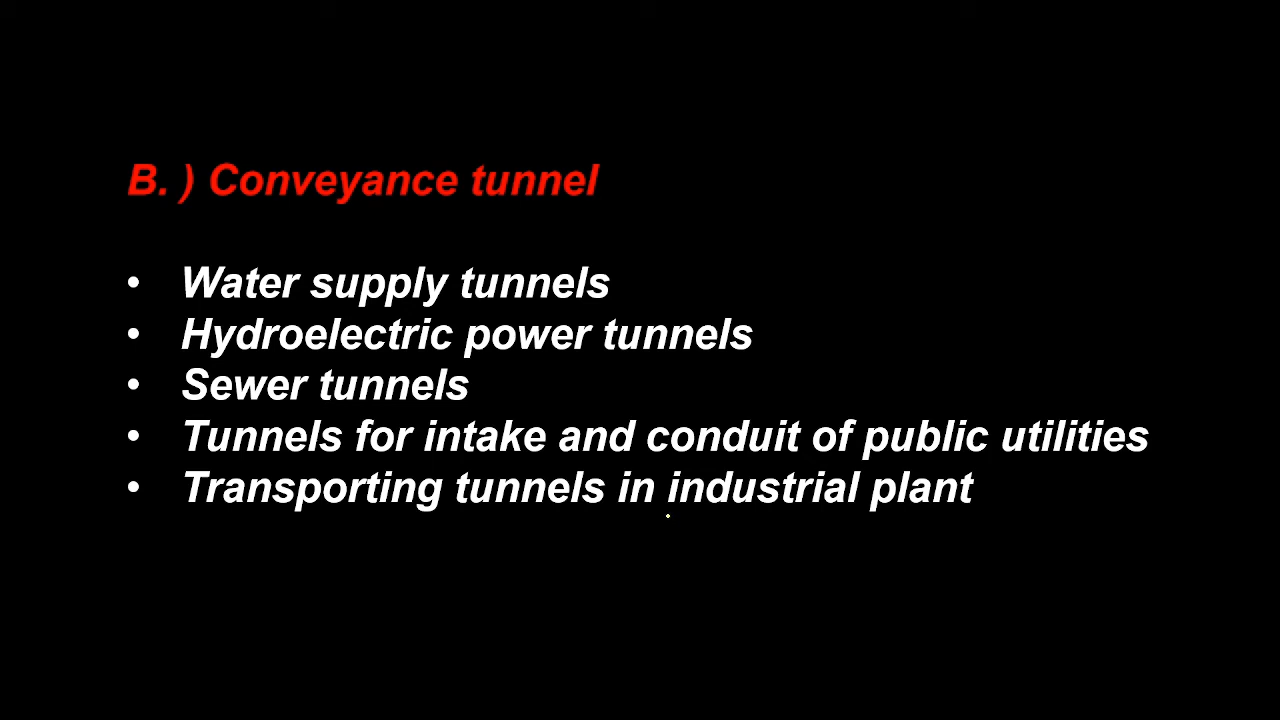 B. ) Conveyance tunnel
• Water supply tunnels
• Hydroelectric power tunnels
• Sewer tunnels
• Tunnels for intake and conduit of public utilities
• Transporting tunnels in industrial plant